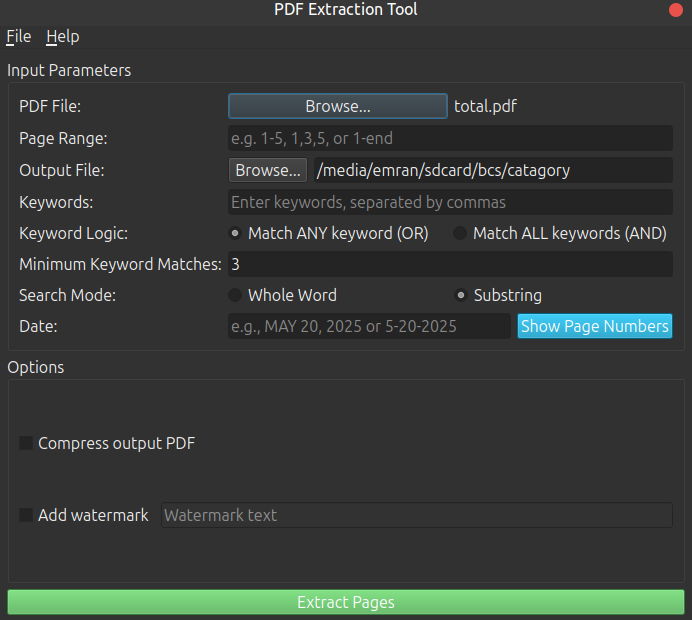 PDF Extraction Tool
File Help
Input Parameters
PDF File: Browse... total.pdf
Page Range: e.g. 1-5, 1,3,5, or 1-end
Output File: Browse... /media/emran/sdcard/bcs/catagory
Keywords: Enter keywords, separated by commas
Keyword Logic: Match ANY keyword (OR) Match ALL keywords (AND)
Minimum Keyword Matches: 3
Search Mode: Whole Word Substring
Date: e.g., MAY 20, 2025 or 5-20-2025 Show Page Numbers
Options
Compress output PDF
Add watermark Watermark text
Extract Pages